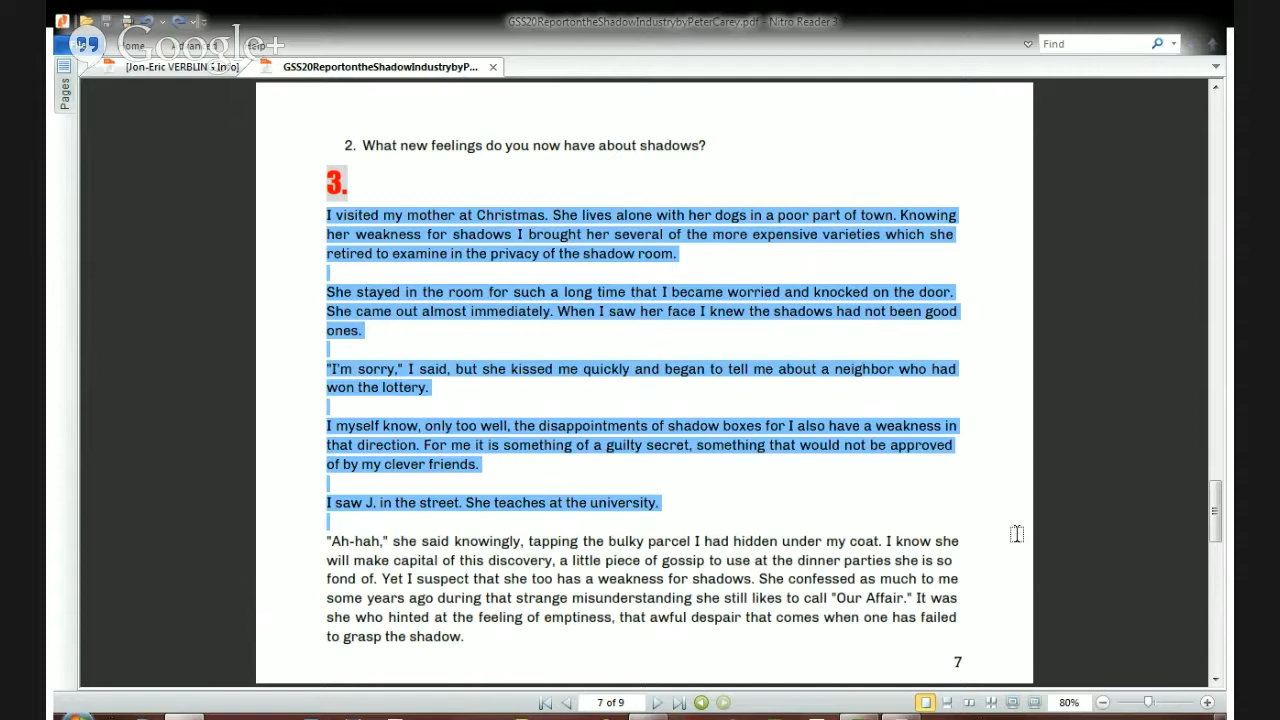 GSS20ReportontheShadowIndustrybyPeterCarey.pdf - Nitro Reader 3
Google+
Help
Find
[Jon-Eric VERBLIN
Info]
GSS20ReportontheShadowIndustrybyP...
Pages
2. What new feelings do you now have about shadows?
3.
I visited my mother at Christmas. She lives alone with her dogs in a poor part of town. Knowing
her weakness for shadows I brought her several of the more expensive varieties which she
retired to examine in the privacy of the shadow room.
She stayed in the room for such a long time that I became worried and knocked on the door.
She came out almost immediately. When I saw her face I knew the shadows had not been good
ones.
"I'm sorry," I said, but she kissed me quickly and began to tell me about a neighbor who had
won the lottery.
I myself know, only too well, the disappointments of shadow boxes for I also have a weakness in
that direction. For me it is something of a guilty secret, something that would not be approved
of by my clever friends.
I saw J. in the street. She teaches at the university.
"Ah-hah," she said knowingly, tapping the bulky parcel I had hidden under my coat. I know she
will make capital of this discovery, a little piece of gossip to use at the dinner parties she is so
fond of. Yet I suspect that she too has a weakness for shadows. She confessed as much to me
some years ago during that strange misunderstanding she still likes to call "Our Affair." It was
she who hinted at the feeling of emptiness, that awful despair that comes when one has failed
to grasp the shadow.
7
7 of 9
80%